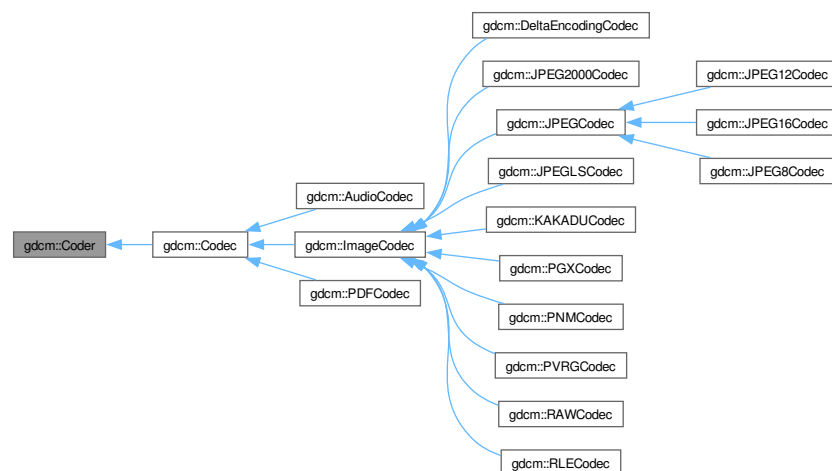 gdcm::DeltaEncodingCodec
gdcm::JPEG2000Codec
gdcm::JPEG12Codec
gdcm::JPEGCodec
gdcm::JPEG16Codec
gdcm::JPEGLSCodec
gdcm::JPEG8Codec
gdcm::AudioCodec
gdcm::KAKADUCodec
gdcm::Coder
gdcm::Codec
gdcm::ImageCodec
gdcm::PGXCodec
gdcm::PDFCodec
gdcm::PNMCodec
gdcm::PVRGCodec
gdcm::RAWCodec
gdcm::RLECodec